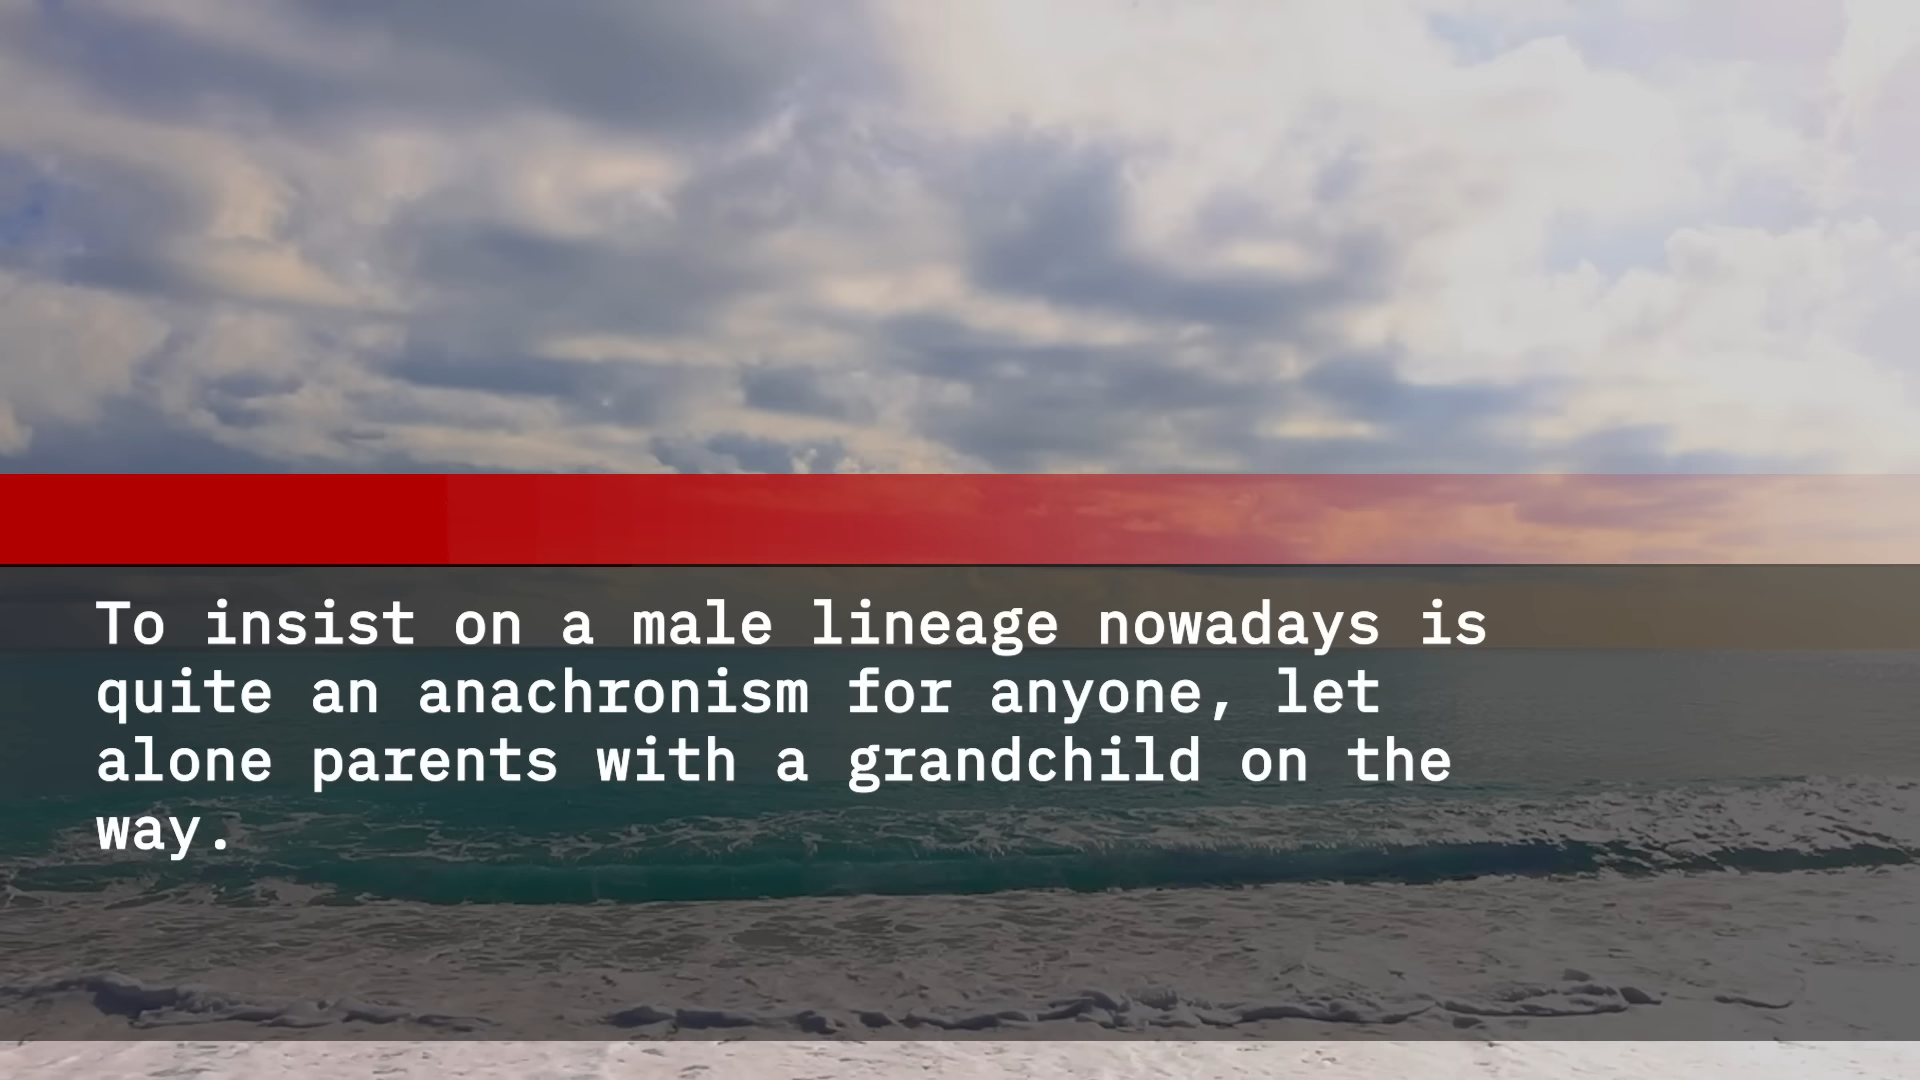 To insist on a male lineage nowadays is
quite an anachronism for anyone, let
alone parents with a grandchild on the
way.